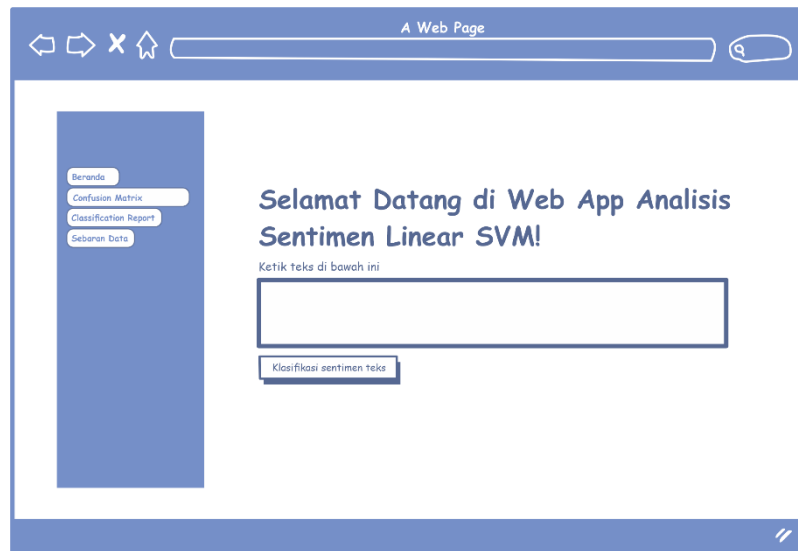 A Web Page
Beranda
Confusion Matrix
Classification Report
Sebaran Data
Selamat Datang di Web App Analisis
Sentimen Linear SVM!
Ketik teks di bawah ini
Klasifikasi sentimen teks